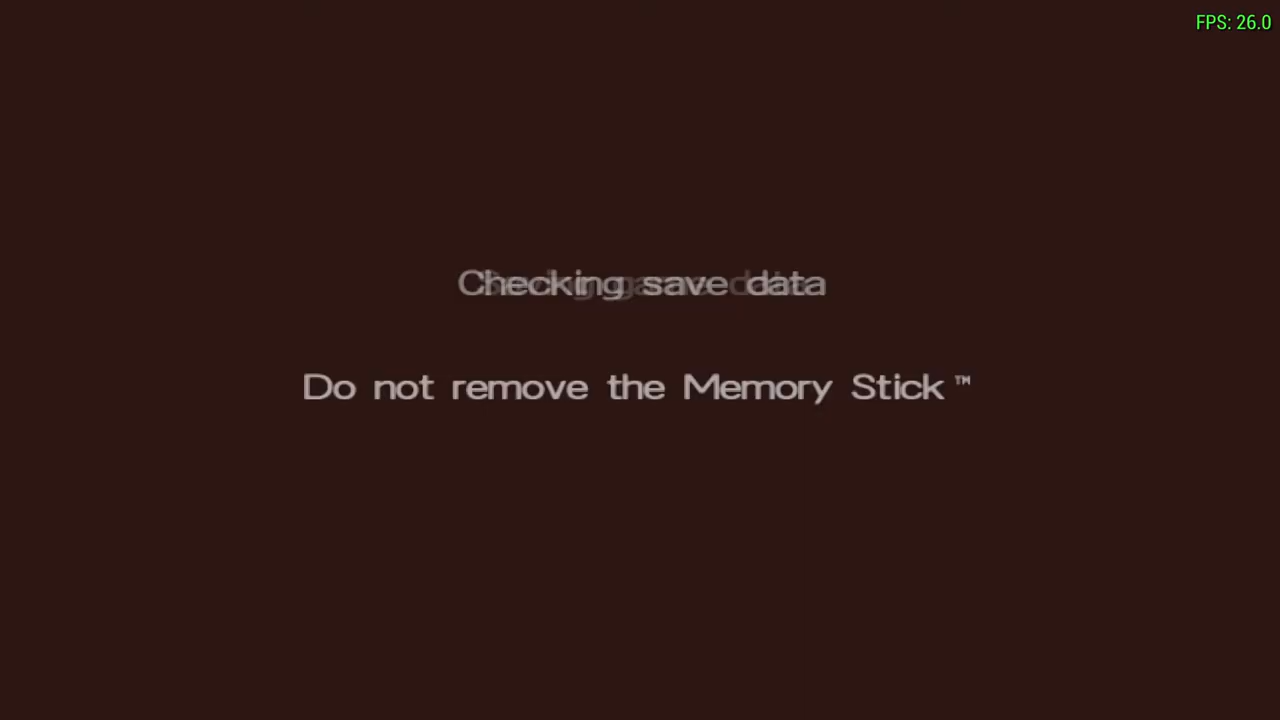 FPS: 26.0
Checking save data
Do not remove the Memory Stick™